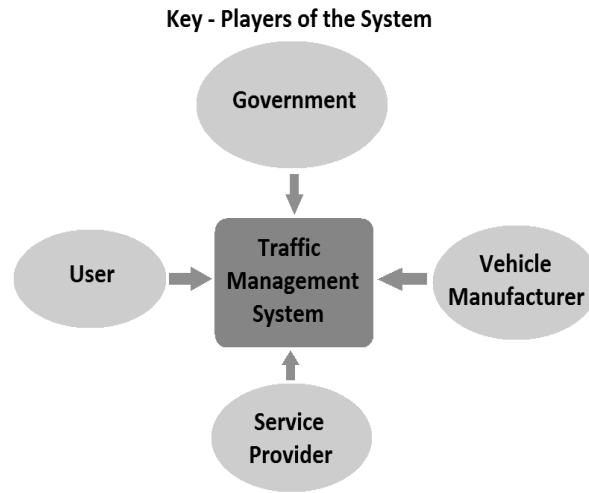 Key - Players of the System
Government
User
Traffic
Management
System
Vehicle
Manufacturer
Service
Provider